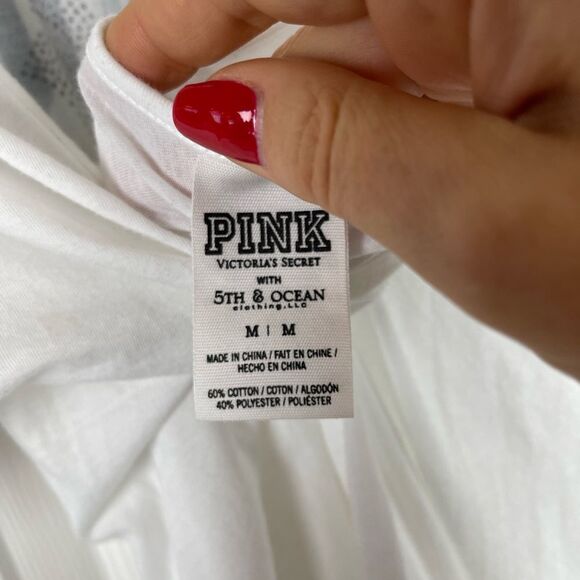 PINK
VICTORIA'S SECRET
WITH
5TH & OCEAN
clothing, LLC
M | M
MADE IN CHINA / FAIT EN CHINE /
HECHO EN CHINA
60% COTTON / COTON / ALGODÓN
40% POLYESTER / POLIÉSTER